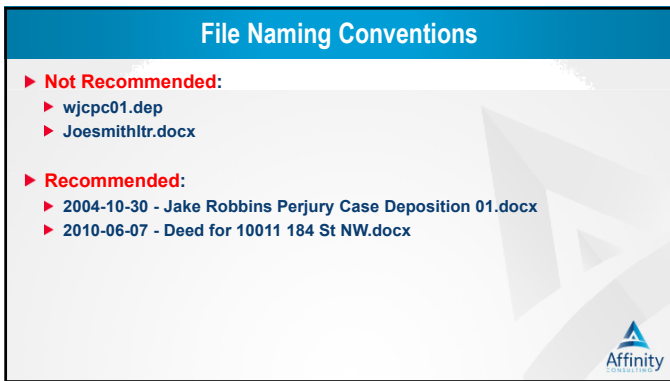 File Naming Conventions
Not Recommended:
wjcpc01.dep
Joesmithltr.docx
Recommended:
2004-10-30 - Jake Robbins Perjury Case Deposition 01.docx
2010-06-07 - Deed for 10011 184 St NW.docx
Affinity
CONSULTING